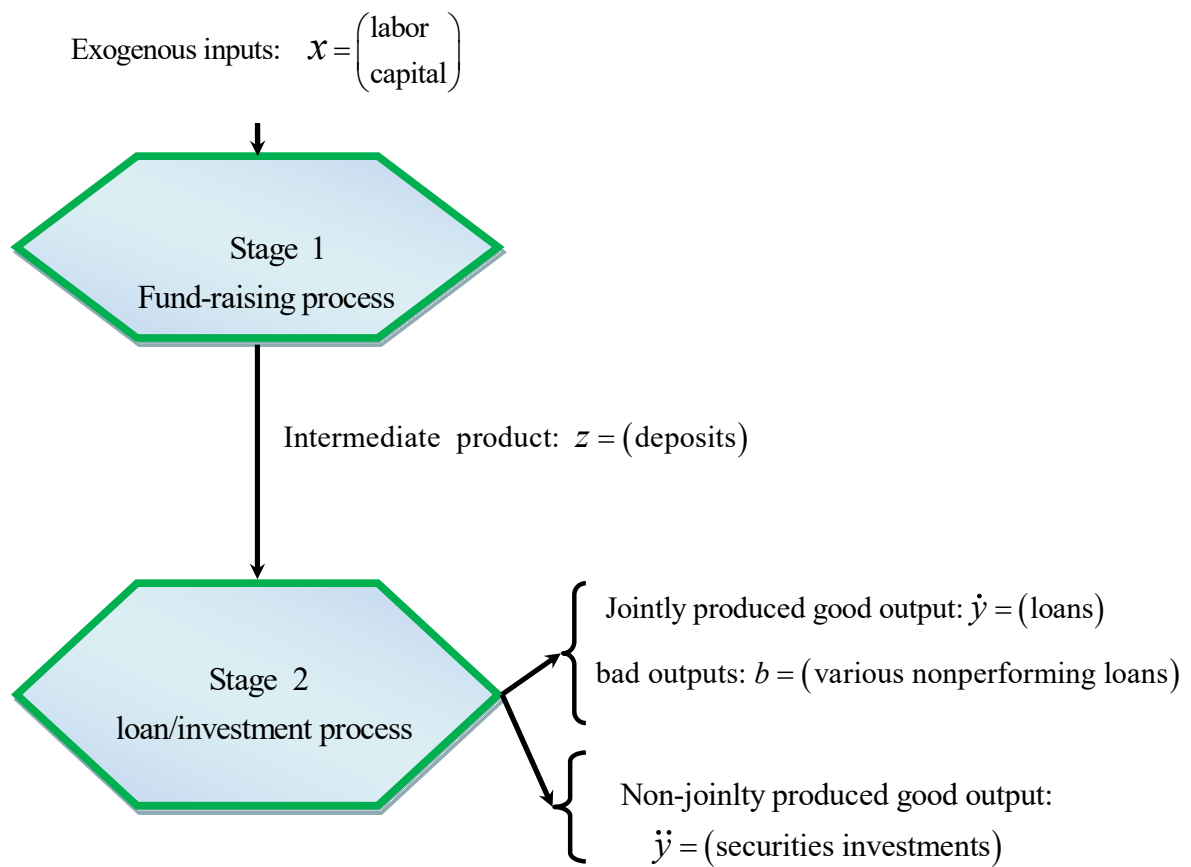 Exogenous inputs: x = (labor
capital)
Stage 1
Fund-raising process
Intermediate product: z = (deposits)
Jointly produced good output: ẏ = (loans)
bad outputs: b = (various nonperforming loans)
Stage 2
loan/investment process
Non-joinlty produced good output:
ÿ = (securities investments)